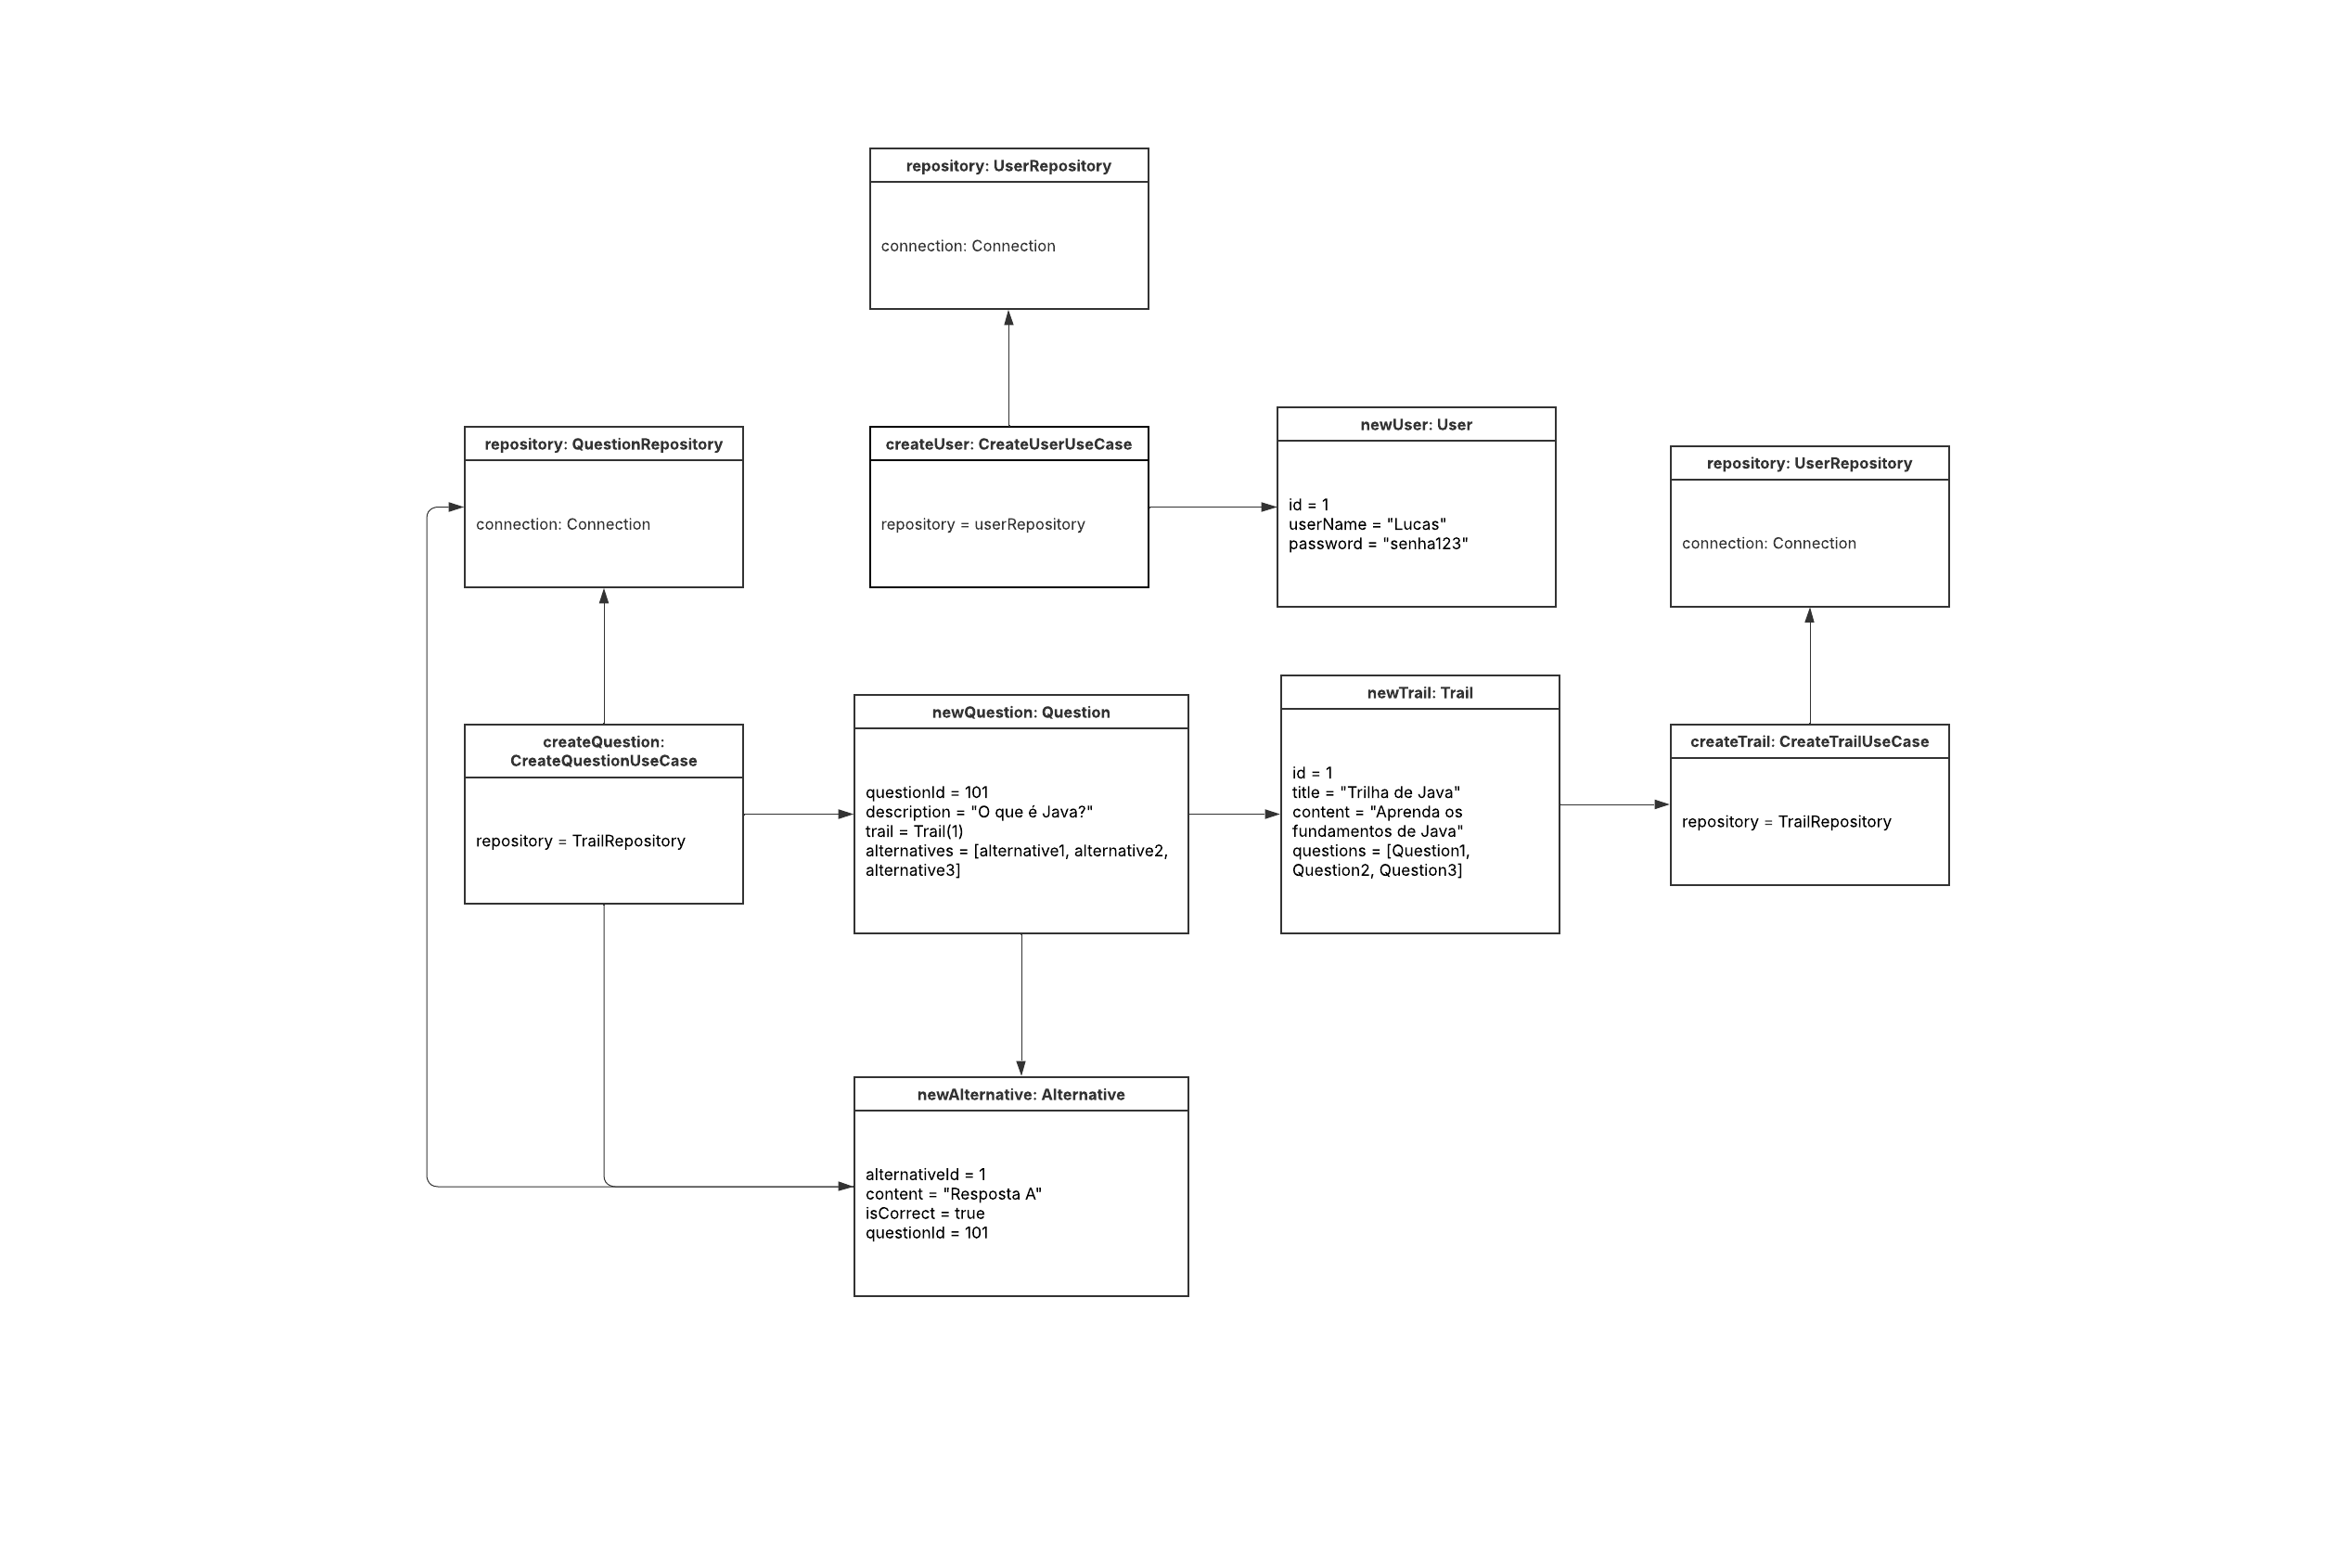 repository: UserRepository
connection: Connection
repository: QuestionRepository
connection: Connection
createUser: CreateUserUseCase
repository = userRepository
newUser: User
id = 1
userName = "Lucas"
password = "senha123"
repository: UserRepository
connection: Connection
createQuestion:
CreateQuestionUseCase
repository = TrailRepository
newQuestion: Question
questionId = 101
description = "O que é Java?"
trail = Trail(1)
alternatives = [alternative1, alternative2,
alternative3]
newTrail: Trail
id = 1
title = "Trilha de Java"
content = "Aprenda os
fundamentos de Java"
questions = [Question1,
Question2, Question3]
createTrail: CreateTrailUseCase
repository = TrailRepository
newAlternative: Alternative
alternativeId = 1
content = "Resposta A"
isCorrect = true
questionId = 101